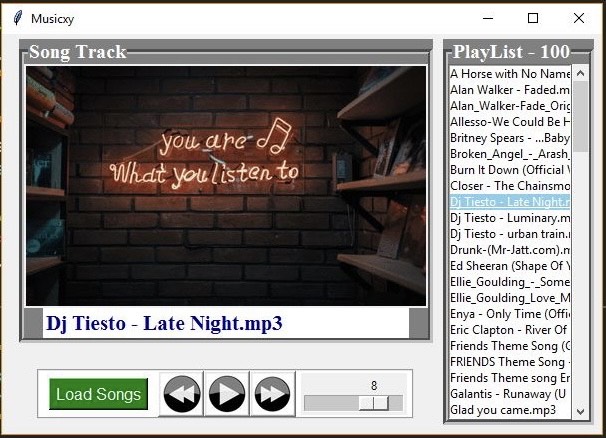 Musicxy
Song Track
you are
What you listen to
Dj Tiesto - Late Night.mp3
Load Songs
8
PlayList - 100
A Horse with No Name
Alan Walker - Faded.m
Alan_Walker-Fade_Orig
Allesso-We Could Be H
Britney Spears - ...Baby
Broken_Angel_-_Arash_
Burn It Down (Official
Closer - The Chainsmo
Dj Tiesto - Late Night.r
Dj Tiesto - Luminary.m
Dj Tiesto - urban train.r
Drunk-(Mr-Jatt.com).m
Ed Sheeran (Shape Of Y
Ellie_Goulding_-_Some
Ellie_Goulding_Love_M
Enya - Only Time (Offi
Eric Clapton - River Of
Friends Theme Song (C
FRIENDS Theme Song -
Friends Theme song Er
Galantis - Runaway (U
Glad you came.mp3